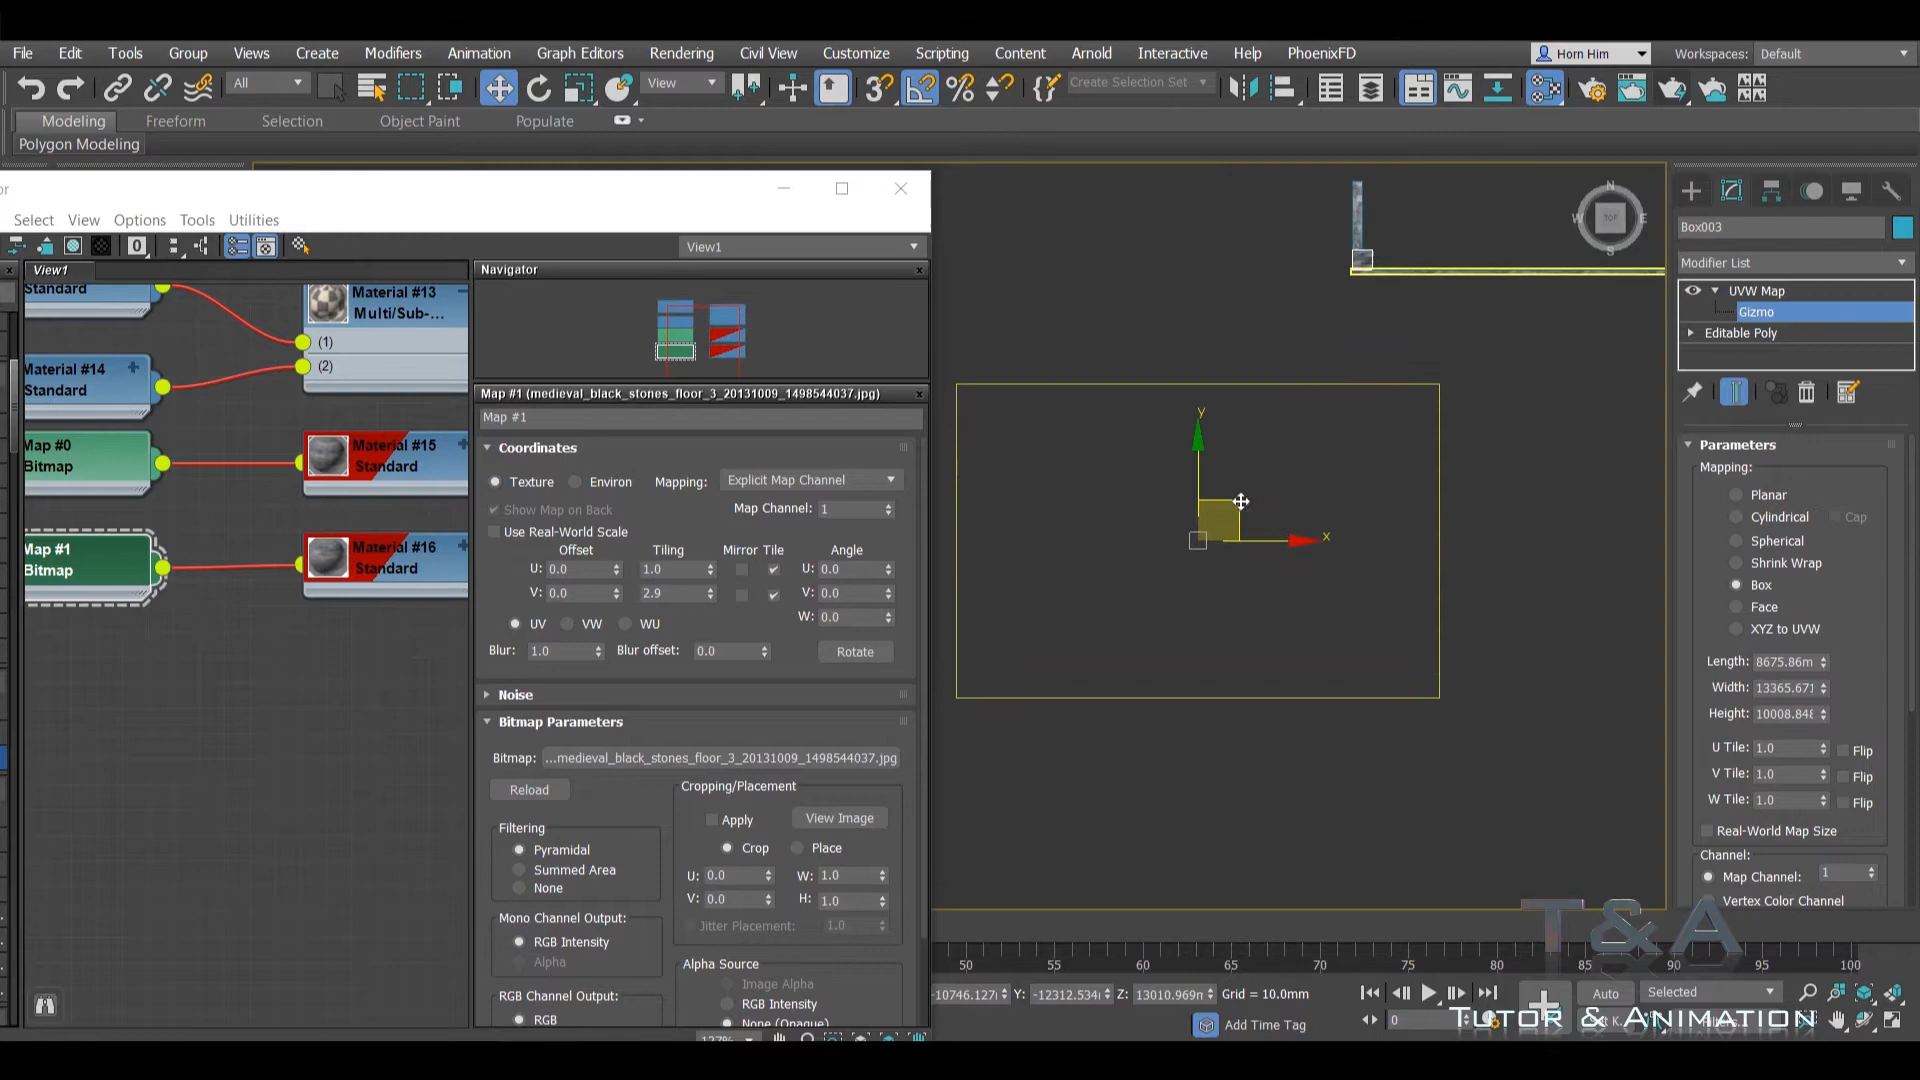 File Edit Tools Group Views Create Modifiers Animation Graph Editors Rendering Civil View Customize Scripting Content Arnold Interactive Help PhoenixFD Horn Him Workspaces: Default
All View Create Selection Set
Modeling Freeform Selection Object Paint Populate
Polygon Modeling
or
Select View Options Tools Utilities
View1
View1
Standard
Material #13
Multi/Sub-...
(1)
(2)
Material #14
Standard
Map #0
Bitmap
Material #15
Standard
Map #1
Bitmap
Material #16
Standard
Navigator
Map #1 (medieval_black_stones_floor_3_20131009_1498544037.jpg)
Map #1
Coordinates
Texture Environ Mapping: Explicit Map Channel
Show Map on Back Map Channel: 1
Use Real-World Scale
Offset Tiling Mirror Tile Angle
U: 0.0 1.0 U: 0.0
V: 0.0 2.9 V: 0.0
W: 0.0
UV VW WU
Blur: 1.0 Blur offset: 0.0 Rotate
Noise
Bitmap Parameters
Bitmap: ...medieval_black_stones_floor_3_20131009_1498544037.jpg
Reload
Cropping/Placement
Apply View Image
Crop Place
U: 0.0 W: 1.0
V: 0.0 H: 1.0
Jitter Placement: 1.0
Filtering
Pyramidal
Summed Area
None
Mono Channel Output:
RGB Intensity
Alpha
RGB Channel Output:
RGB
Alpha Source
Image Alpha
RGB Intensity
None (Opaque)
127%
y
x
N
W TOP E
S
Box003
Modifier List
UVW Map
Gizmo
Editable Poly
Parameters
Mapping:
Planar
Cylindrical Cap
Spherical
Shrink Wrap
Box
Face
XYZ to UVW
Length: 8675.86m
Width: 13365.671
Height: 10008.848
U Tile: 1.0 Flip
V Tile: 1.0 Flip
W Tile: 1.0 Flip
Real-World Map Size
Channel:
Map Channel: 1
Vertex Color Channel
T & A
50 55 60 65 70 75 80 85 90 95 100
-10746.127 Y: -12312.534 Z: 13010.969m Grid = 10.0mm
Auto Selected
Add Time Tag
0
Tutor & Animation